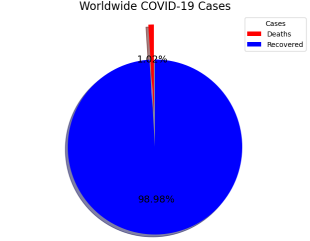 Worldwide COVID-19 Cases
Cases
Deaths
Recovered
1.02%
98.98%